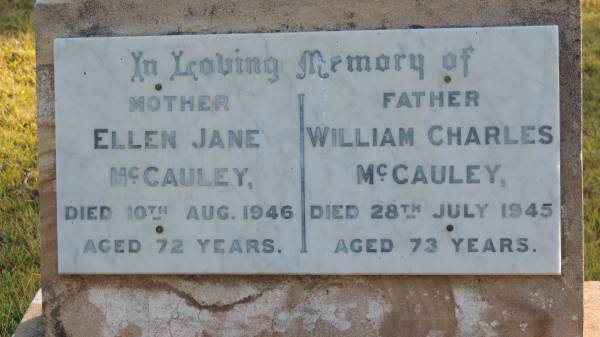 In Loving Memory of
MOTHER
ELLEN JANE
McCAULEY,
DIED 10TH AUG. 1946
AGED 72 YEARS.
FATHER
WILLIAM CHARLES
McCAULEY,
DIED 28TH JULY 1945
AGED 73 YEARS.